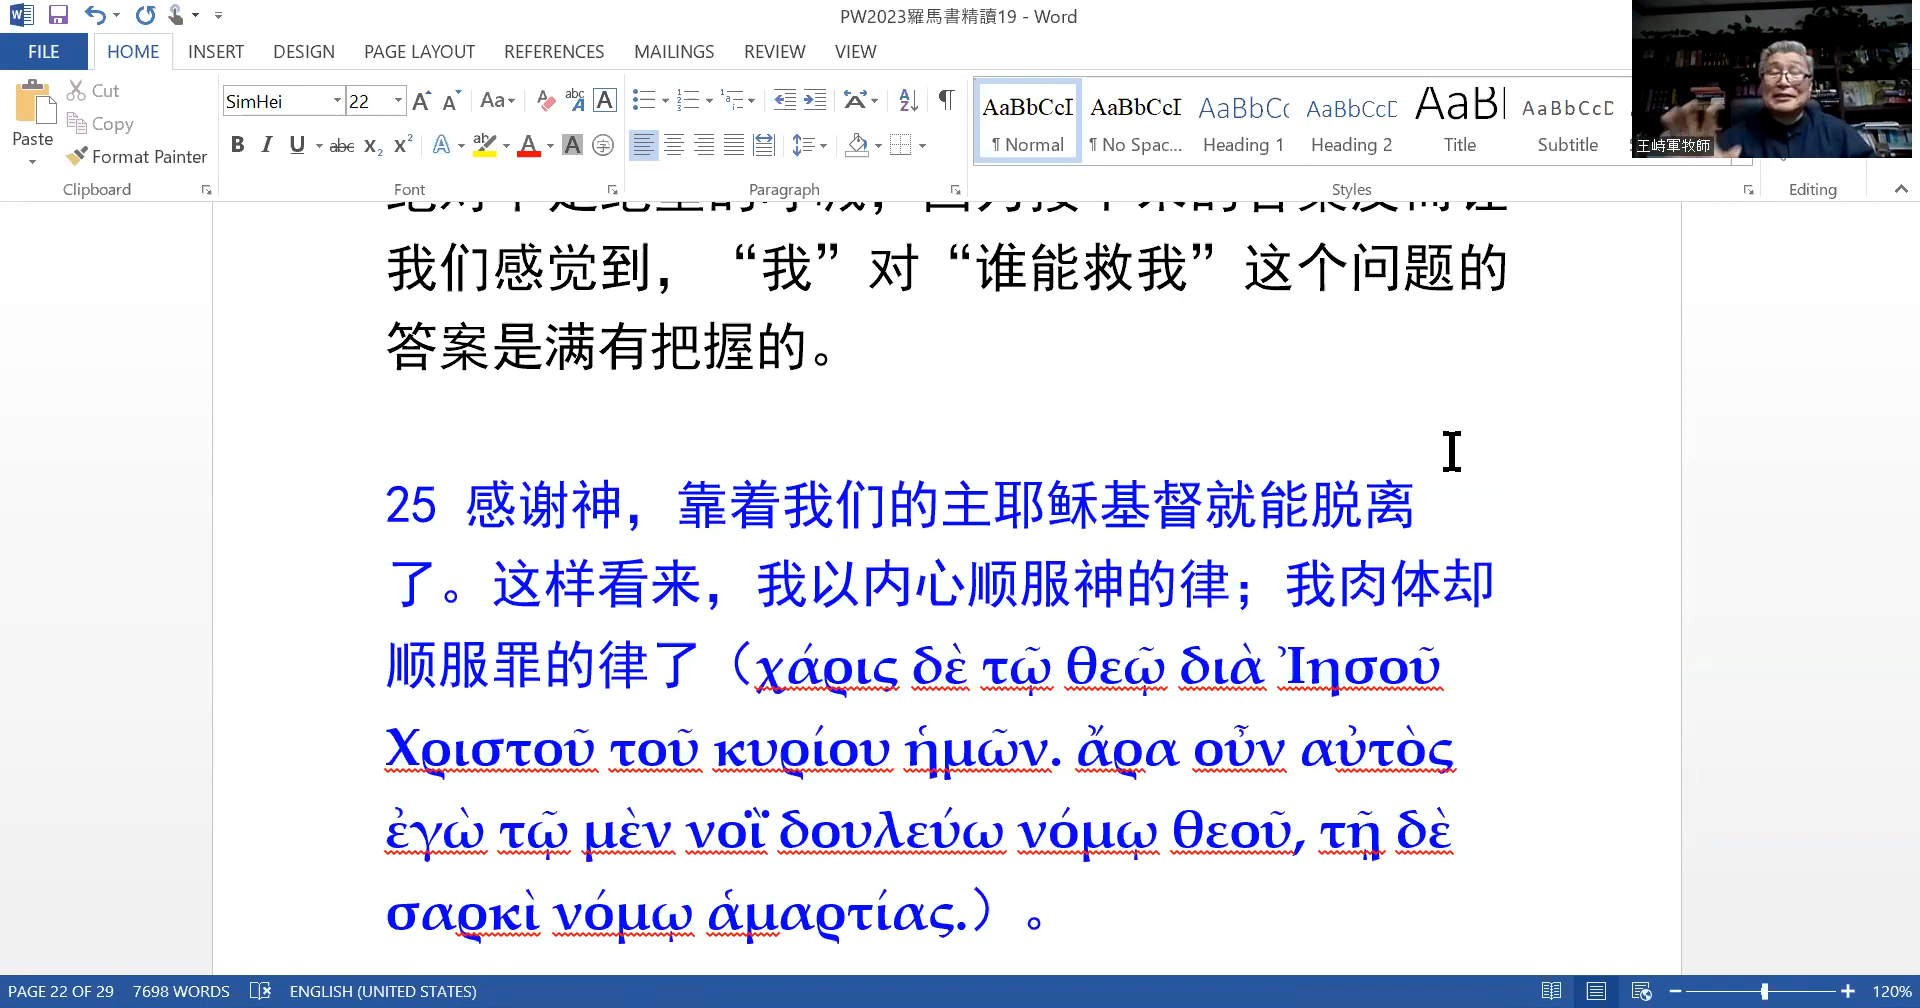 PW2023羅馬書精讀19 - Word
FILE HOME INSERT DESIGN PAGE LAYOUT REFERENCES MAILINGS REVIEW VIEW
Paste
Cut
Copy
Format Painter
Clipboard
SimHei 22
Font
Paragraph
AaBbCcI AaBbCcI AaBbCc AaBbCcD AaB AaBbCcD
¶ Normal ¶ No Spac... Heading 1 Heading 2 Title Subtitle
Styles
Editing
王峙軍牧師
我们感觉到，“我”对“谁能救我”这个问题的
答案是满有把握的。
25 感谢神，靠着我们的主耶稣基督就能脱离
了。这样看来，我以内心顺服神的律；我肉体却
顺服罪的律了（χάρις δὲ τῷ θεῷ διὰ Ἰησοῦ
Χριστοῦ τοῦ κυρίου ἡμῶν. ἄρα οὖν αὐτὸς
ἐγὼ τῷ μὲν νοῒ δουλεύω νόμῳ θεοῦ, τῇ δὲ
σαρκὶ νόμῳ ἁμαρτίας.）。
PAGE 22 OF 29 7698 WORDS ENGLISH (UNITED STATES) 120%